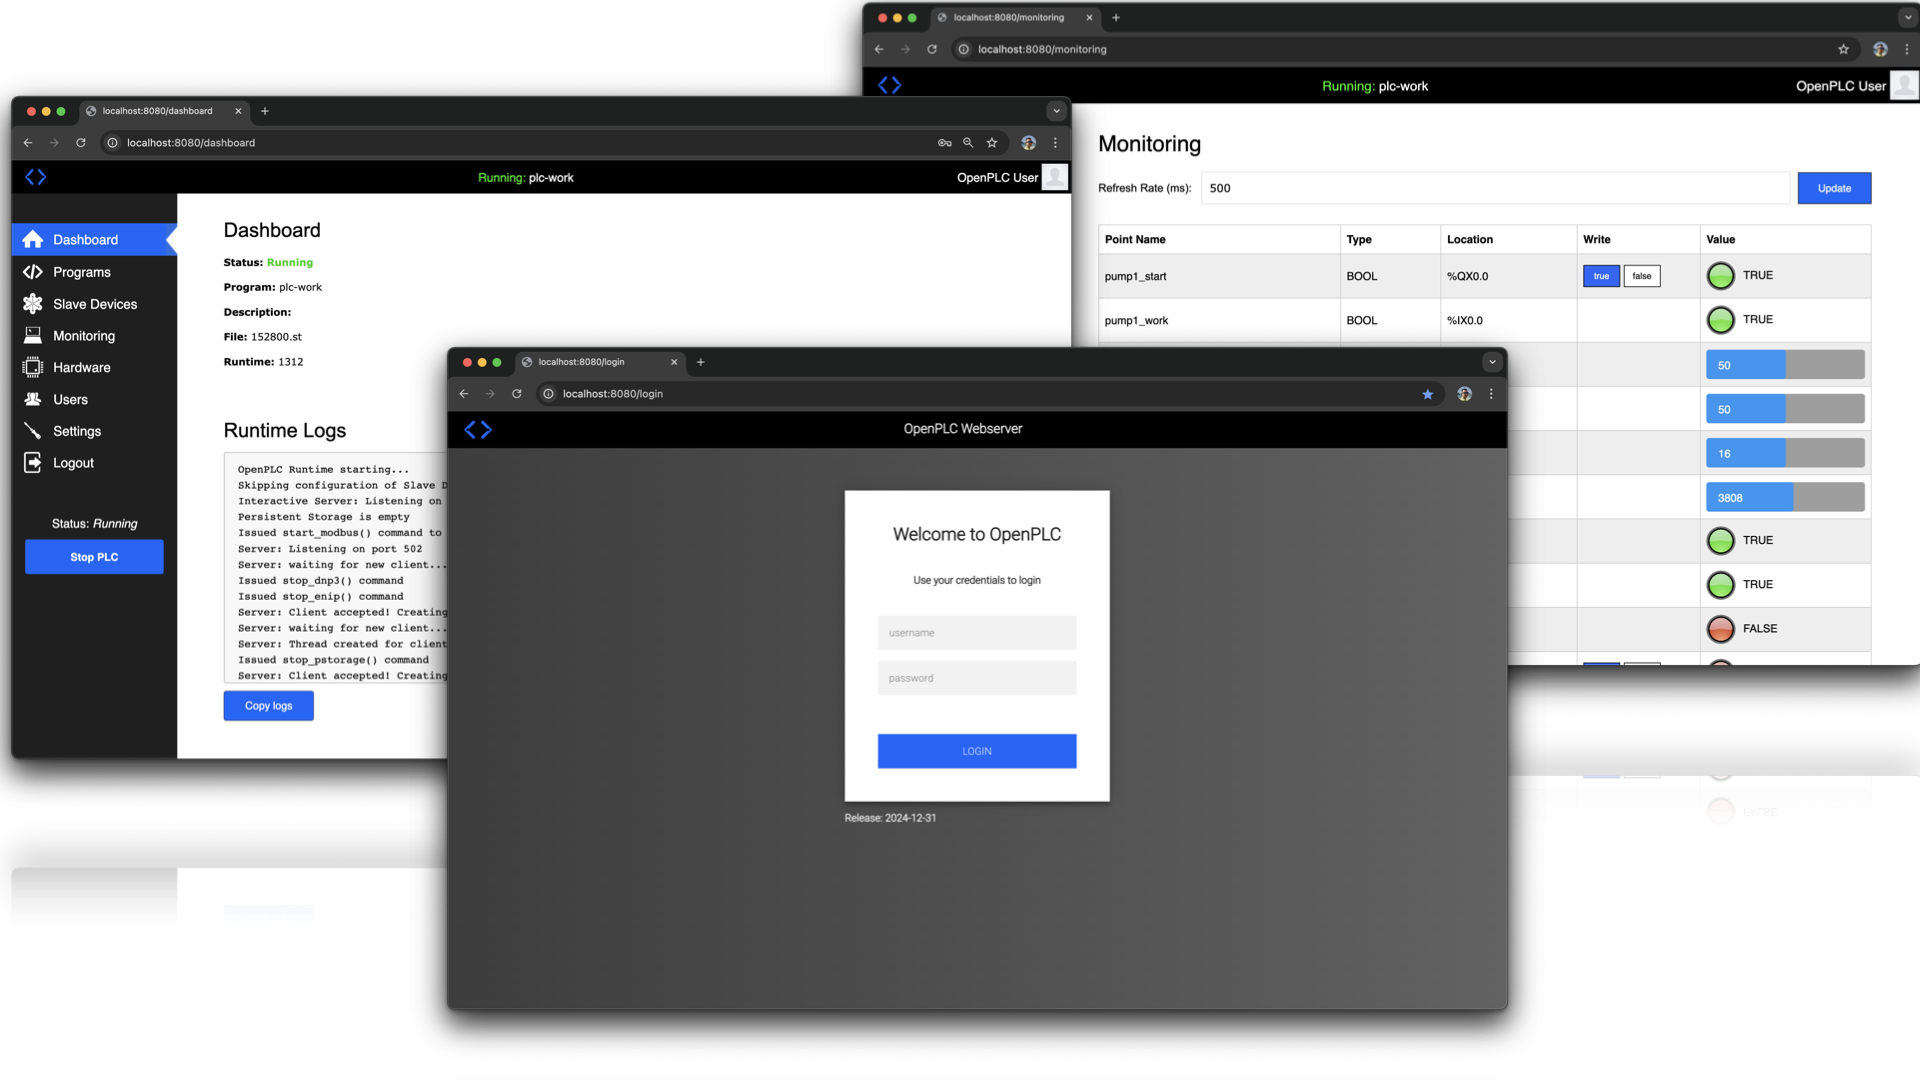 localhost:8080/monitoring
localhost:8080/monitoring
Running: plc-work
OpenPLC User
Monitoring
Refresh Rate (ms): 500 Update
Point Name Type Location Write Value
pump1_start BOOL %QX0.0 true false TRUE
pump1_work BOOL %IX0.0 TRUE
50
50
16
3808
TRUE
TRUE
FALSE
localhost:8080/dashboard
localhost:8080/dashboard
Running: plc-work
OpenPLC User
Dashboard
Programs
Slave Devices
Monitoring
Hardware
Users
Settings
Logout
Status: Running
Stop PLC
Dashboard
Status: Running
Program: plc-work
Description:
File: 152800.st
Runtime: 1312
Runtime Logs
OpenPLC Runtime starting...
Skipping configuration of Slave D
Interactive Server: Listening on
Persistent Storage is empty
Issued start_modbus() command to
Server: Listening on port 502
Server: waiting for new client...
Issued stop_dnp3() command
Issued stop_enip() command
Server: Client accepted! Creating
Server: waiting for new client...
Server: Thread created for client
Issued stop_pstorage() command
Server: Client accepted! Creating
Copy logs
localhost:8080/login
localhost:8080/login
OpenPLC Webserver
Welcome to OpenPLC
Use your credentials to login
username
password
LOGIN
Release: 2024-12-31